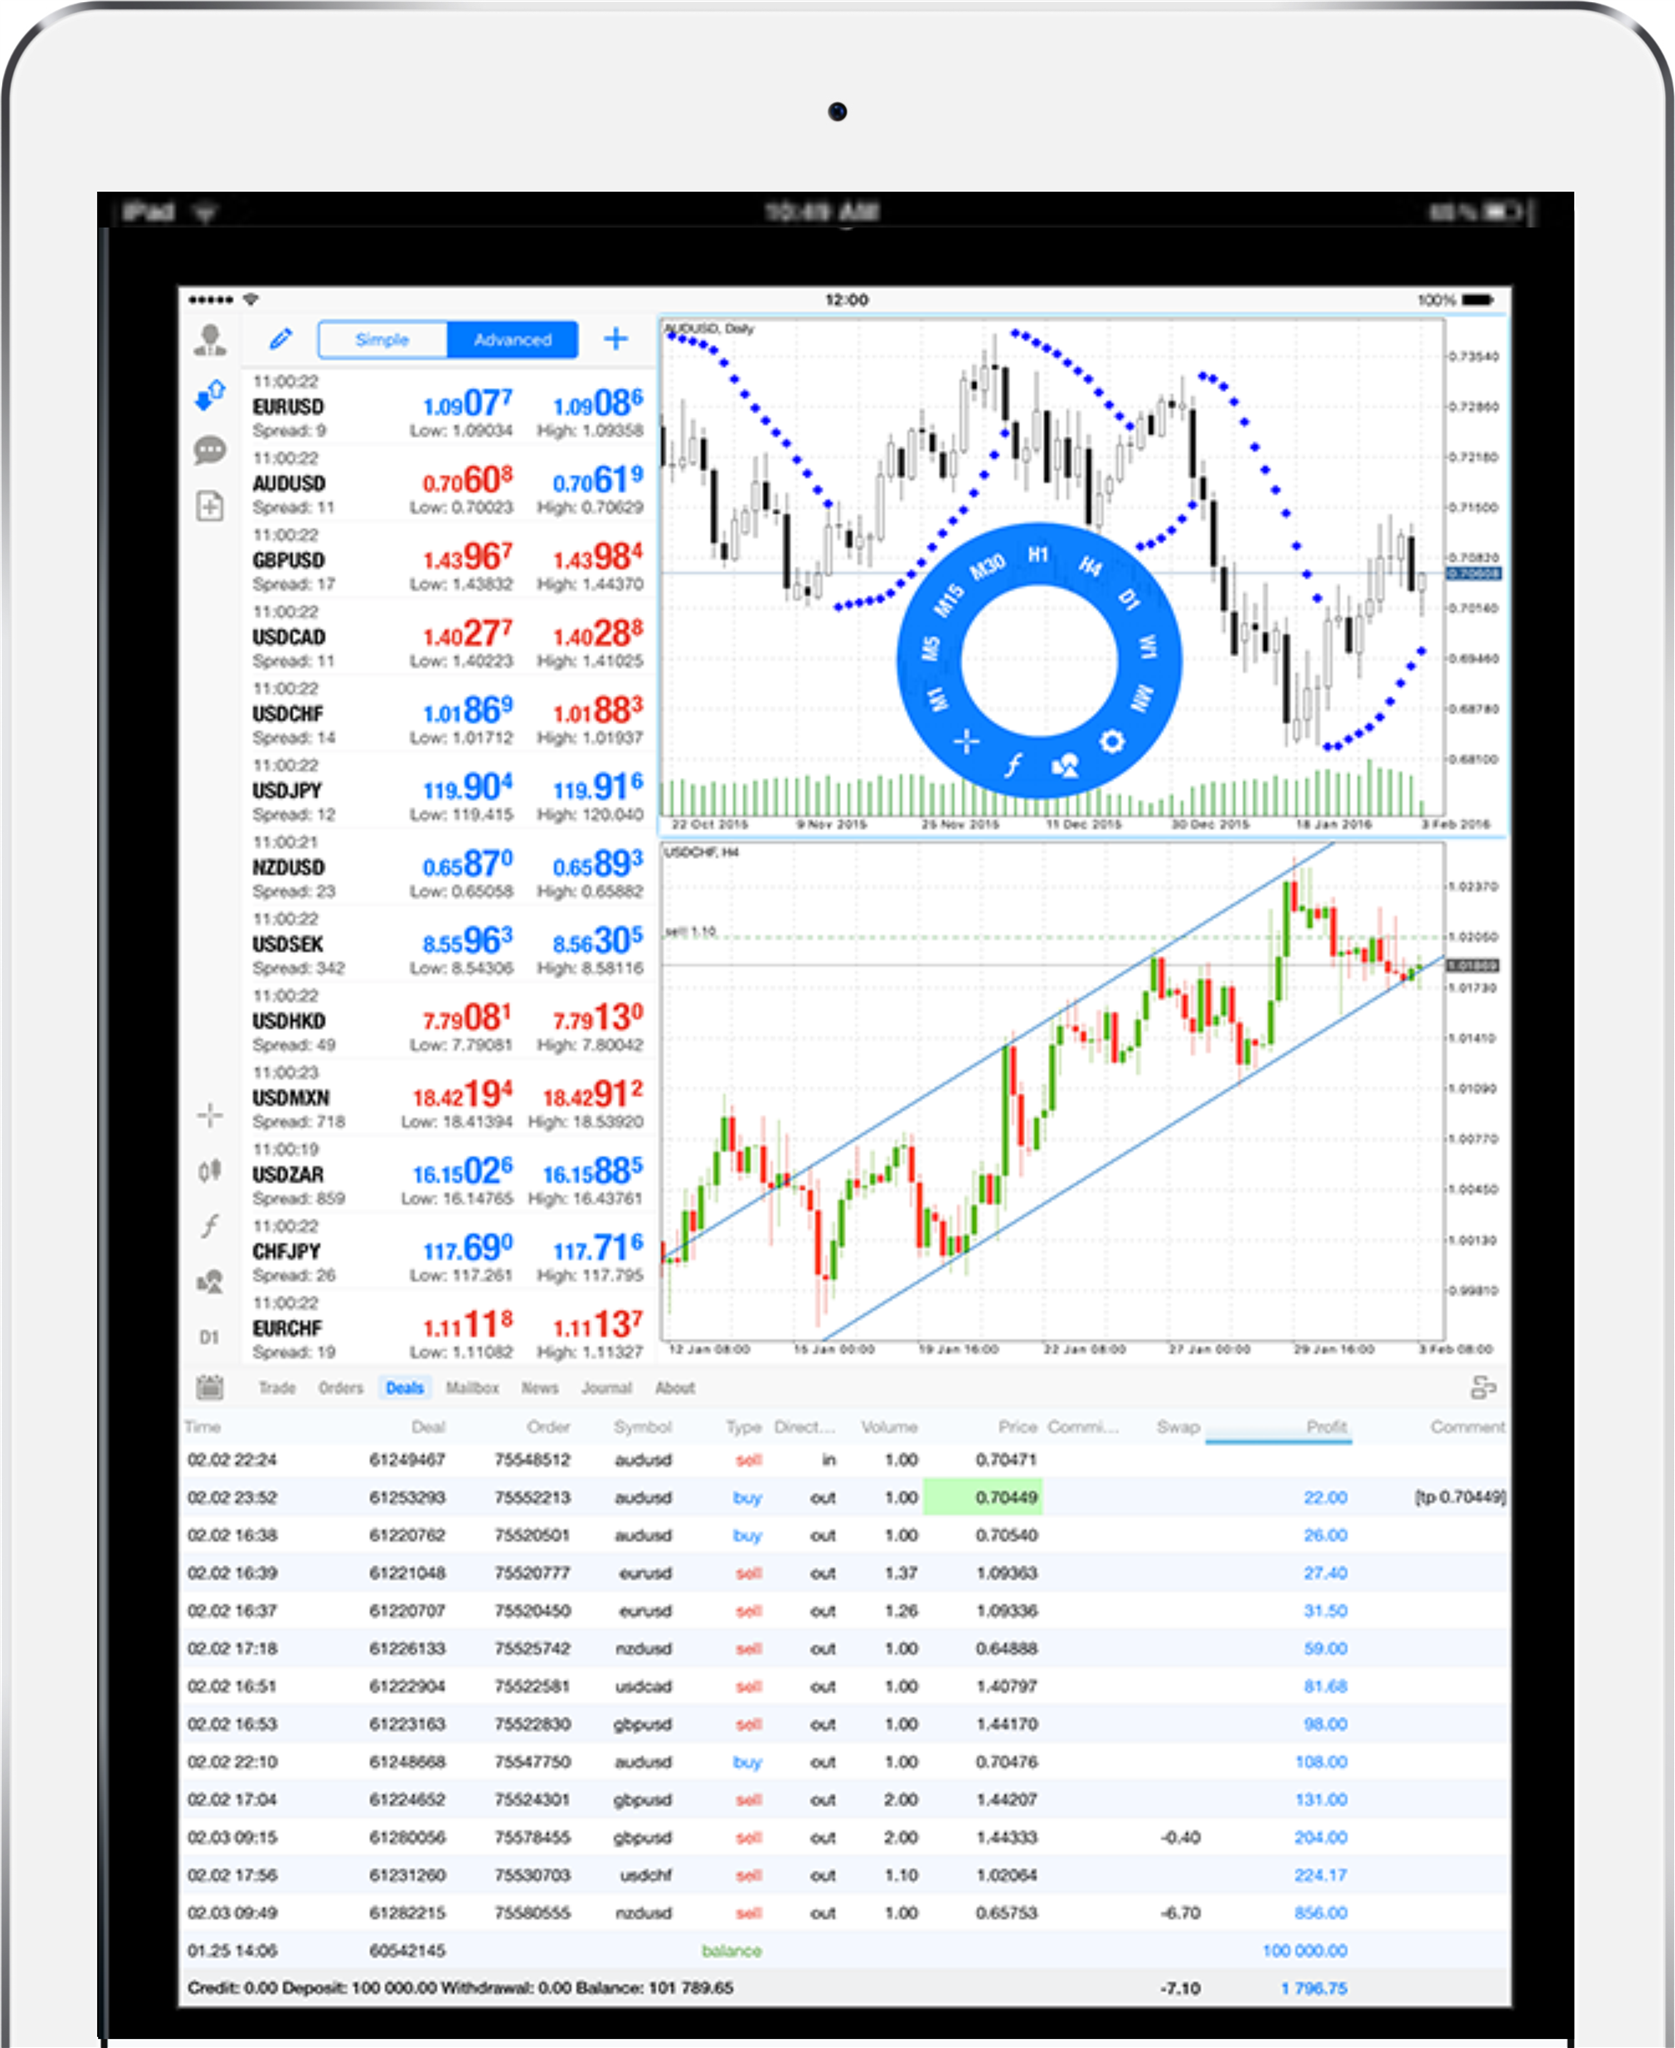 iPad 10:49 AM
12:00 100%
Simple Advanced
11:00:22
EURUSD 1.09077 1.09086
Spread: 9 Low: 1.09034 High: 1.09358
11:00:22
AUDUSD 0.70608 0.70619
Spread: 11 Low: 0.70023 High: 0.70629
11:00:22
GBPUSD 1.43967 1.43984
Spread: 17 Low: 1.43832 High: 1.44370
11:00:22
USDCAD 1.40277 1.40288
Spread: 11 Low: 1.40223 High: 1.41025
11:00:22
USDCHF 1.01869 1.01883
Spread: 14 Low: 1.01712 High: 1.01937
11:00:22
USDJPY 119.904 119.916
Spread: 12 Low: 119.415 High: 120.040
11:00:21
NZDUSD 0.65870 0.65893
Spread: 23 Low: 0.65058 High: 0.65882
11:00:22
USDSEK 8.55963 8.56305
Spread: 342 Low: 8.54306 High: 8.58116
11:00:22
USDHKD 7.79081 7.79130
Spread: 49 Low: 7.79081 High: 7.80042
11:00:23
USDMXN 18.42194 18.42912
Spread: 718 Low: 18.41394 High: 18.53920
11:00:19
USDZAR 16.15026 16.15885
Spread: 859 Low: 16.14765 High: 16.43761
11:00:22
CHFJPY 117.690 117.716
Spread: 26 Low: 117.261 High: 117.795
11:00:22
EURCHF 1.11118 1.11137
Spread: 19 Low: 1.11082 High: 1.11327
D1
AUDUSD, Daily
0.73540
0.72860
0.72180
0.71500
0.70820
0.70608
0.70140
0.69460
0.68780
0.68100
M1 M5 M15 M30 H1 H4 D1 W1 MN
22 Oct 2015 9 Nov 2015 25 Nov 2015 11 Dec 2015 30 Dec 2015 18 Jan 2016 3 Feb 2016
USDCHF, H4
sell 1.10
1.02370
1.02050
1.01869
1.01730
1.01410
1.01090
1.00770
1.00450
1.00130
0.99810
12 Jan 08:00 15 Jan 00:00 19 Jan 16:00 22 Jan 08:00 27 Jan 00:00 29 Jan 16:00 3 Feb 08:00
Trade Orders Deals Mailbox News Journal About
Time Deal Order Symbol Type Direct... Volume Price Commi... Swap Profit Comment
02.02 22:24 61249467 75548512 audusd sell in 1.00 0.70471
02.02 23:52 61253293 75552213 audusd buy out 1.00 0.70449 22.00 [tp 0.70449]
02.02 16:38 61220762 75520501 audusd buy out 1.00 0.70540 26.00
02.02 16:39 61221048 75520777 eurusd sell out 1.37 1.09363 27.40
02.02 16:37 61220707 75520450 eurusd sell out 1.26 1.09336 31.50
02.02 17:18 61226133 75525742 nzdusd sell out 1.00 0.64888 59.00
02.02 16:51 61222904 75522581 usdcad sell out 1.00 1.40797 81.68
02.02 16:53 61223163 75522830 gbpusd sell out 1.00 1.44170 98.00
02.02 22:10 61248668 75547750 audusd buy out 1.00 0.70476 108.00
02.02 17:04 61224652 75524301 gbpusd sell out 2.00 1.44207 131.00
02.03 09:15 61280056 75578455 gbpusd sell out 2.00 1.44333 -0.40 204.00
02.02 17:56 61231260 75530703 usdchf sell out 1.10 1.02064 224.17
02.03 09:49 61282215 75580555 nzdusd sell out 1.00 0.65753 -6.70 856.00
01.25 14:06 60542145 balance 100 000.00
Credit: 0.00 Deposit: 100 000.00 Withdrawal: 0.00 Balance: 101 789.65 -7.10 1 796.75